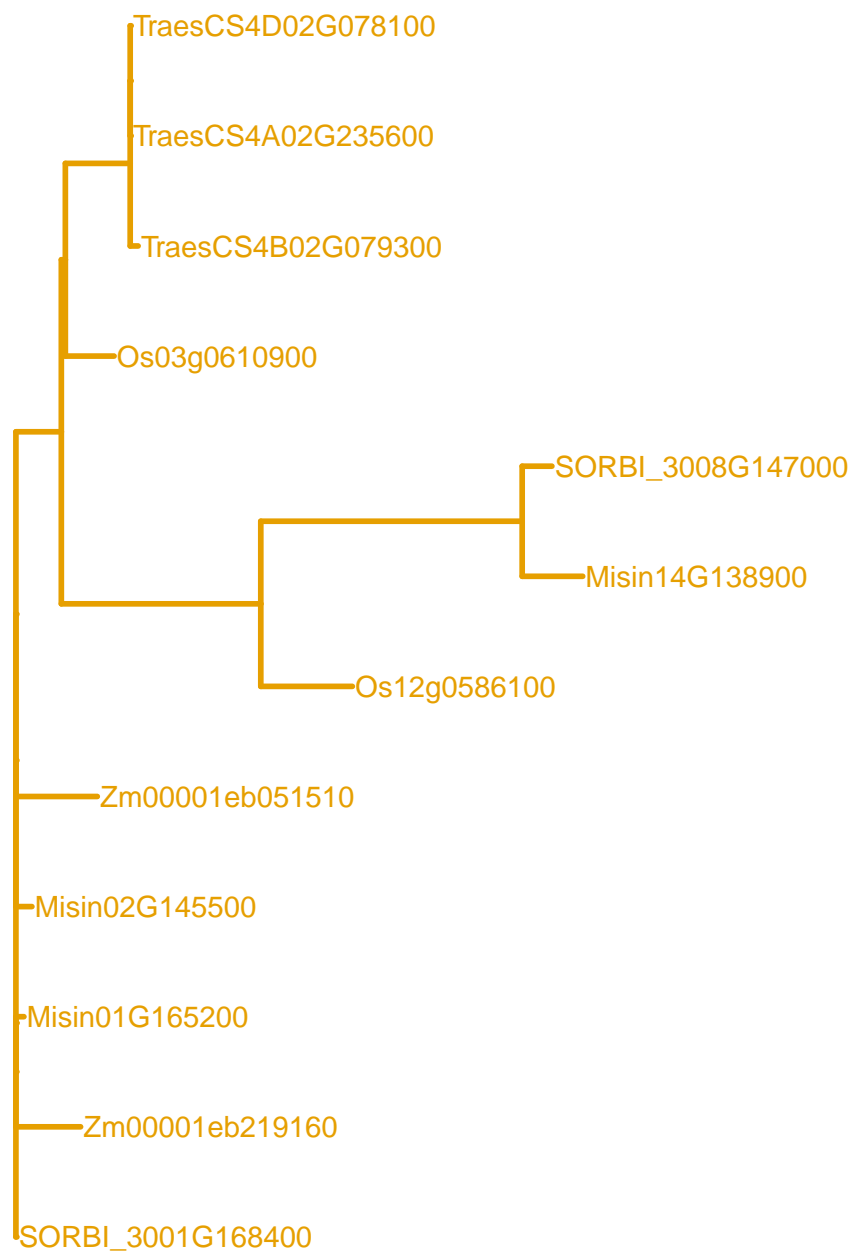 TraesCS4D02G078100
TraesCS4A02G235600
TraesCS4B02G079300
Os03g0610900
SORBI_3008G147000
Misin14G138900
Os12g0586100
Zm00001eb051510
Misin02G145500
Misin01G165200
Zm00001eb219160
SORBI_3001G168400